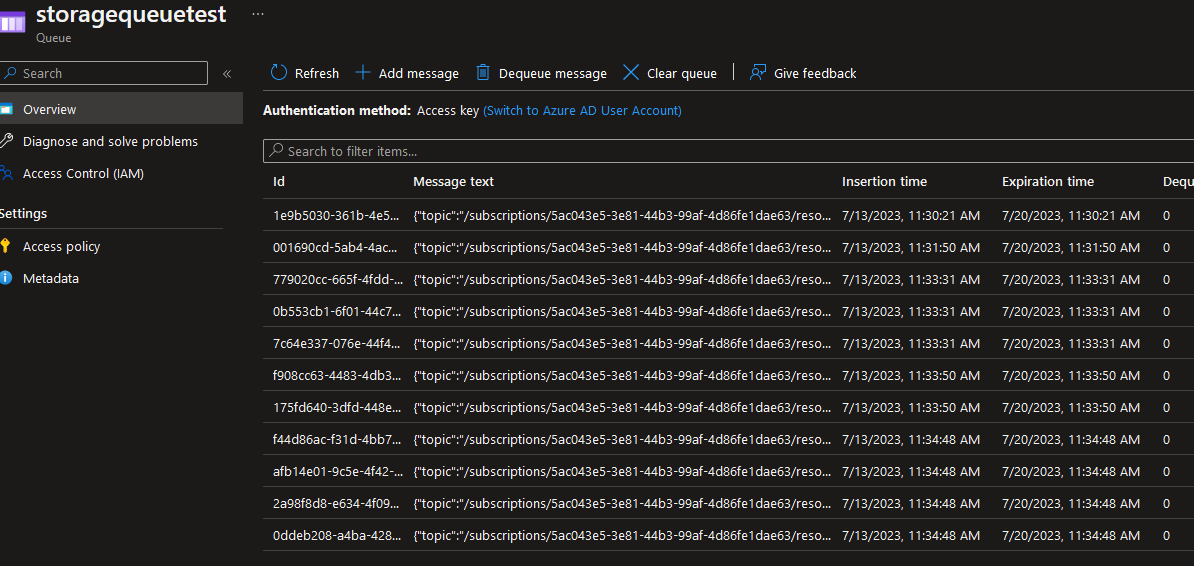 storagequeuetest ...
Queue
Search «
Overview
Diagnose and solve problems
Access Control (IAM)
Settings
Access policy
Metadata
Refresh Add message Dequeue message Clear queue Give feedback
Authentication method: Access key (Switch to Azure AD User Account)
Search to filter items...
Id Message text Insertion time Expiration time Dequ
1e9b5030-361b-4e5... {"topic":"/subscriptions/5ac043e5-3e81-44b3-99af-4d86fe1dae63/reso... 7/13/2023, 11:30:21 AM 7/20/2023, 11:30:21 AM 0
001690cd-5ab4-4ac... {"topic":"/subscriptions/5ac043e5-3e81-44b3-99af-4d86fe1dae63/reso... 7/13/2023, 11:31:50 AM 7/20/2023, 11:31:50 AM 0
779020cc-665f-4fdd-... {"topic":"/subscriptions/5ac043e5-3e81-44b3-99af-4d86fe1dae63/reso... 7/13/2023, 11:33:31 AM 7/20/2023, 11:33:31 AM 0
0b553cb1-6f01-44c7... {"topic":"/subscriptions/5ac043e5-3e81-44b3-99af-4d86fe1dae63/reso... 7/13/2023, 11:33:31 AM 7/20/2023, 11:33:31 AM 0
7c64e337-076e-44f4... {"topic":"/subscriptions/5ac043e5-3e81-44b3-99af-4d86fe1dae63/reso... 7/13/2023, 11:33:31 AM 7/20/2023, 11:33:31 AM 0
f908cc63-4483-4db3... {"topic":"/subscriptions/5ac043e5-3e81-44b3-99af-4d86fe1dae63/reso... 7/13/2023, 11:33:50 AM 7/20/2023, 11:33:50 AM 0
175fd640-3dfd-448e... {"topic":"/subscriptions/5ac043e5-3e81-44b3-99af-4d86fe1dae63/reso... 7/13/2023, 11:33:50 AM 7/20/2023, 11:33:50 AM 0
f44d86ac-f31d-4bb7... {"topic":"/subscriptions/5ac043e5-3e81-44b3-99af-4d86fe1dae63/reso... 7/13/2023, 11:34:48 AM 7/20/2023, 11:34:48 AM 0
afb14e01-9c5e-4f42-... {"topic":"/subscriptions/5ac043e5-3e81-44b3-99af-4d86fe1dae63/reso... 7/13/2023, 11:34:48 AM 7/20/2023, 11:34:48 AM 0
2a98f8d8-e634-4f09... {"topic":"/subscriptions/5ac043e5-3e81-44b3-99af-4d86fe1dae63/reso... 7/13/2023, 11:34:48 AM 7/20/2023, 11:34:48 AM 0
0ddeb208-a4ba-428... {"topic":"/subscriptions/5ac043e5-3e81-44b3-99af-4d86fe1dae63/reso... 7/13/2023, 11:34:48 AM 7/20/2023, 11:34:48 AM 0